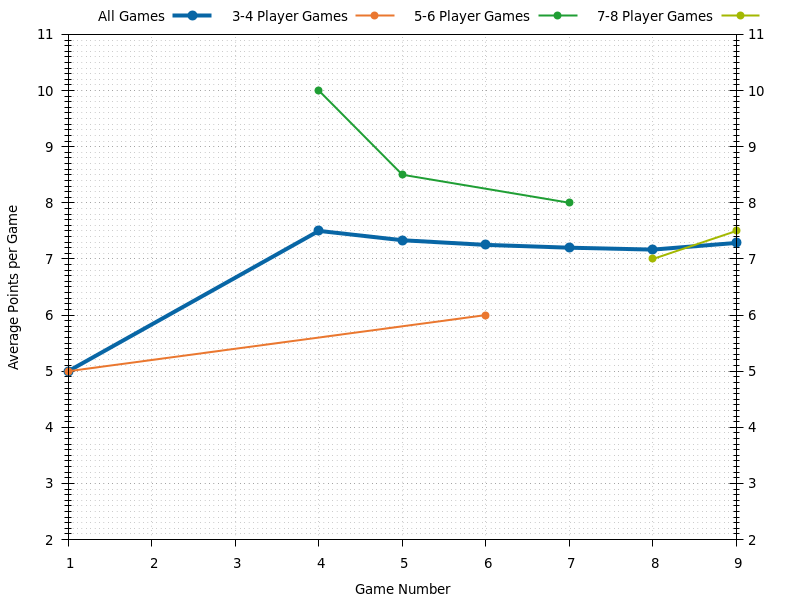 All Games 3-4 Player Games 5-6 Player Games 7-8 Player Games
11 11
10 10
9 9
8 8
7 7
6 6
5 5
4 4
3 3
2 2
Average Points per Game
1 2 3 4 5 6 7 8 9
Game Number